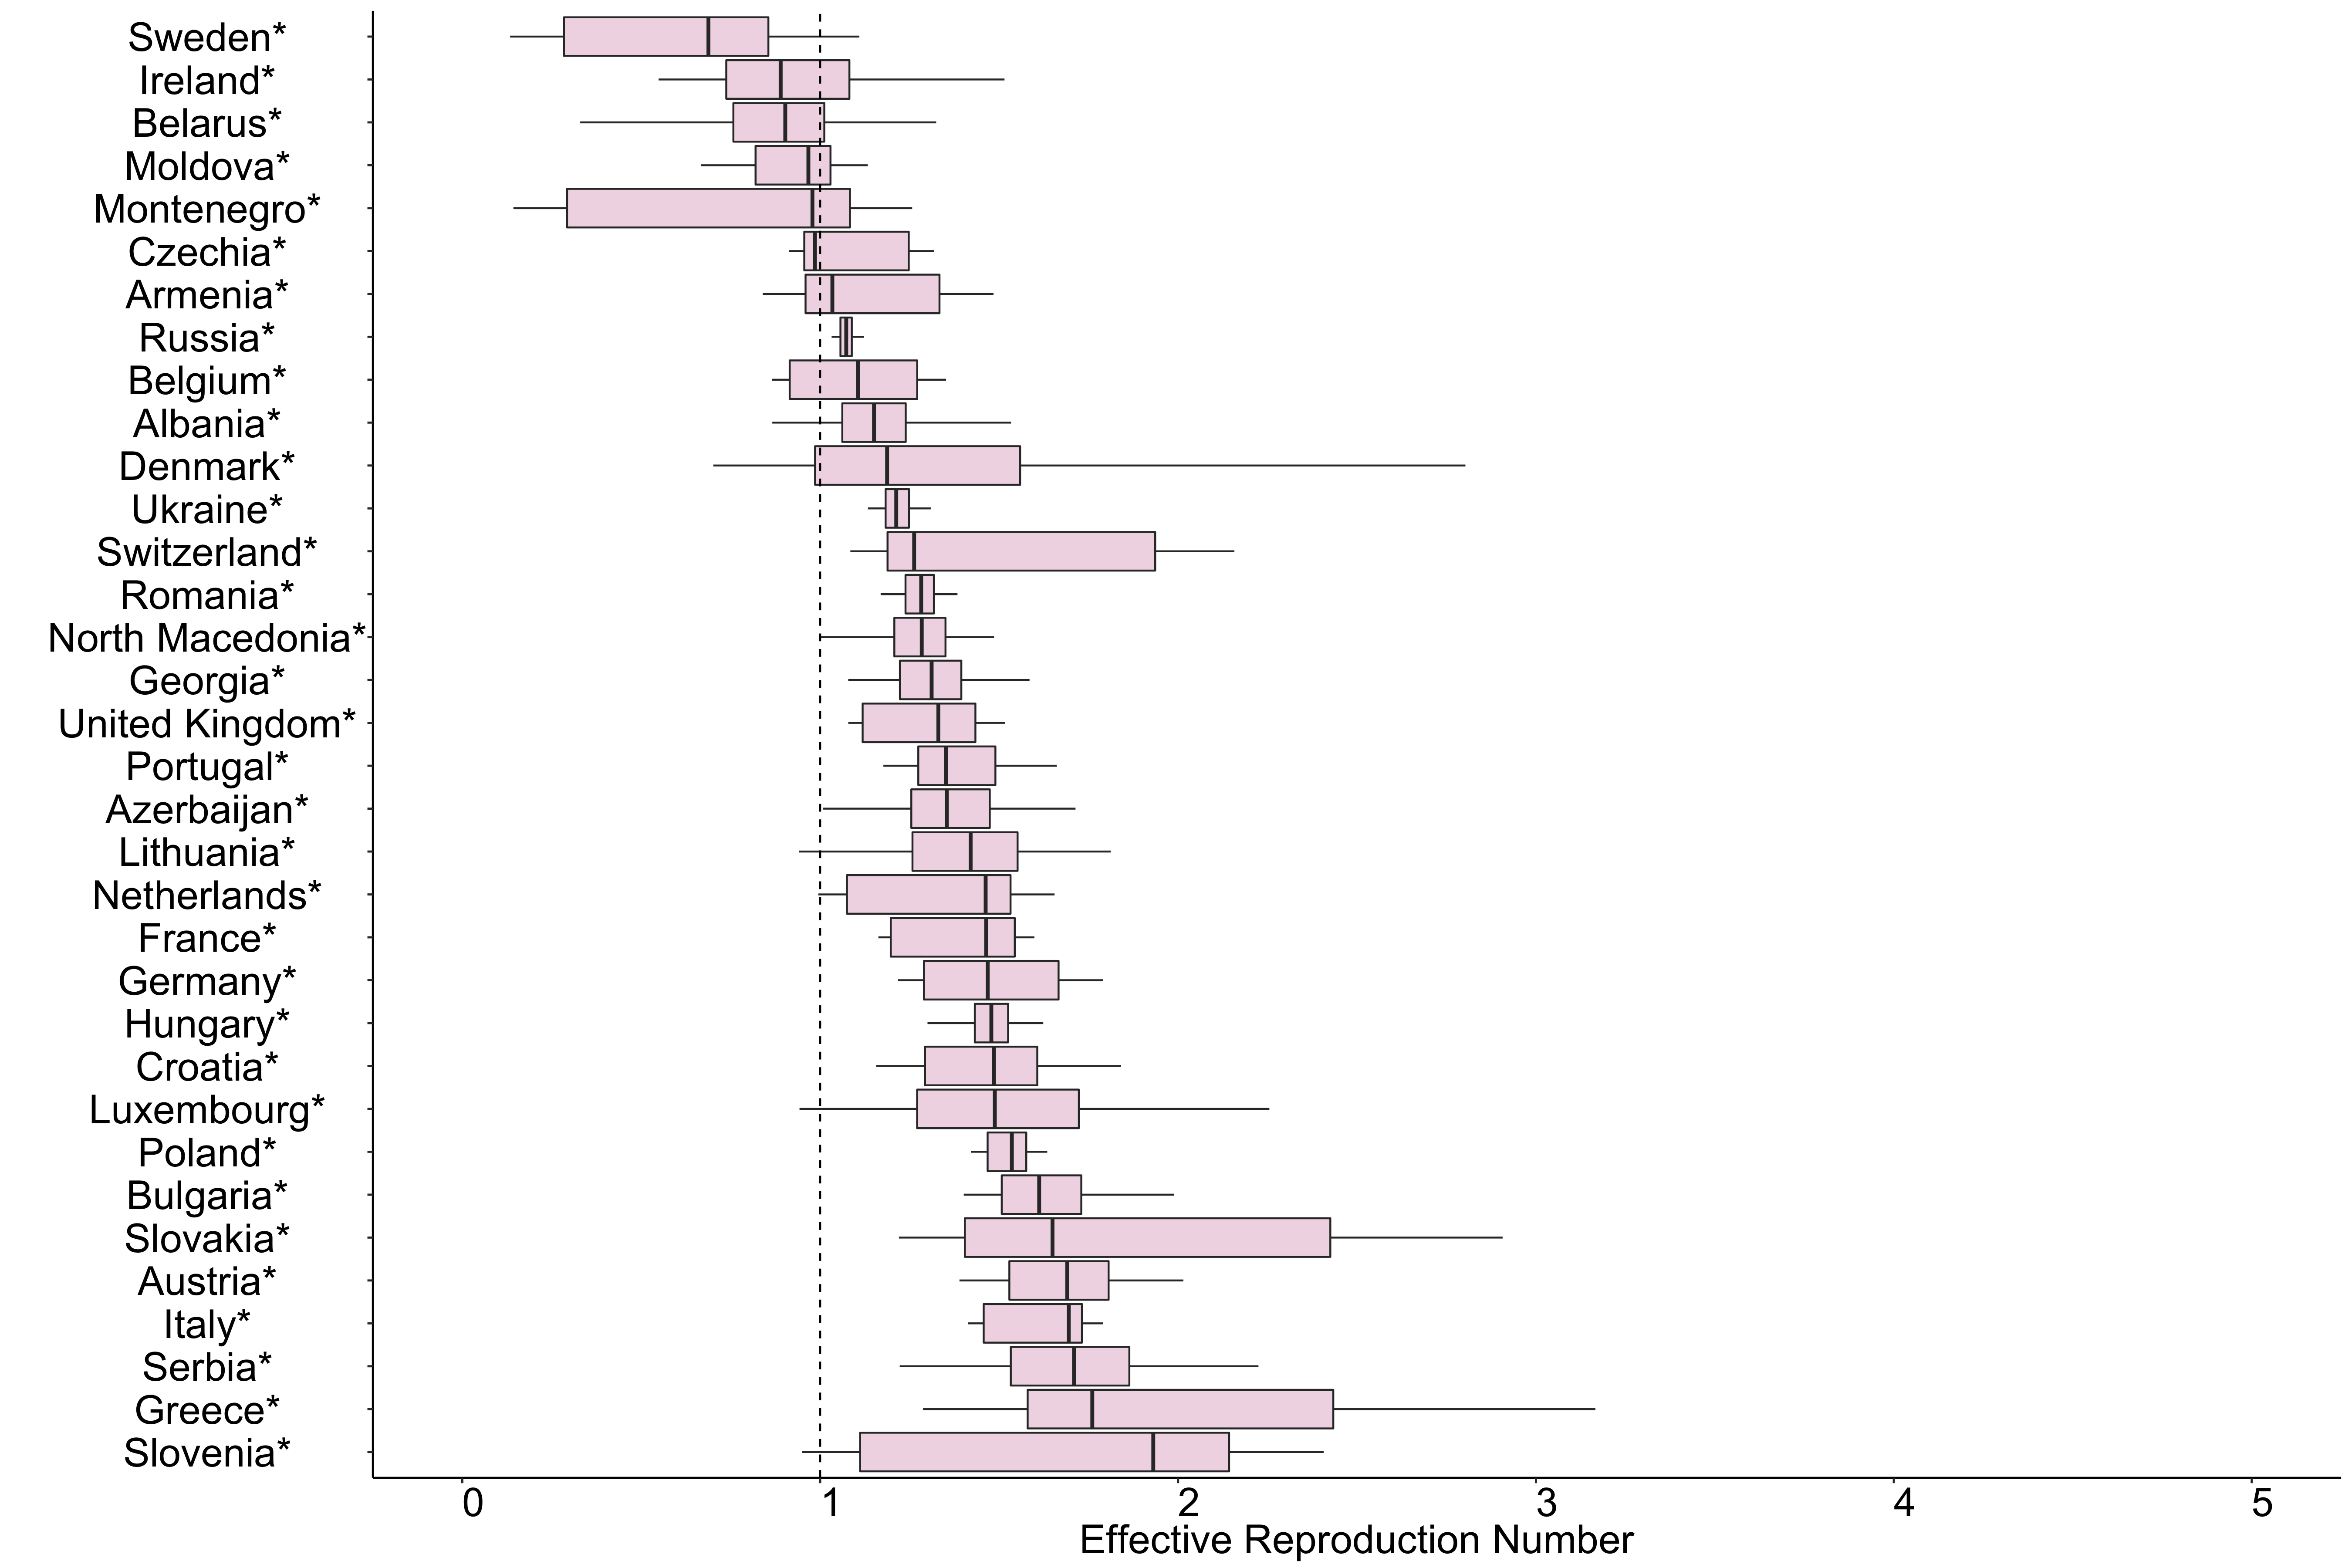 Sweden*
Ireland*
Belarus*
Moldova*
Montenegro*
Czechia*
Armenia*
Russia*
Belgium*
Albania*
Denmark*
Ukraine*
Switzerland*
Romania*
North Macedonia*
Georgia*
United Kingdom*
Portugal*
Azerbaijan*
Lithuania*
Netherlands*
France*
Germany*
Hungary*
Croatia*
Luxembourg*
Poland*
Bulgaria*
Slovakia*
Austria*
Italy*
Serbia*
Greece*
Slovenia*
0 1 2 3 4 5
Effective Reproduction Number